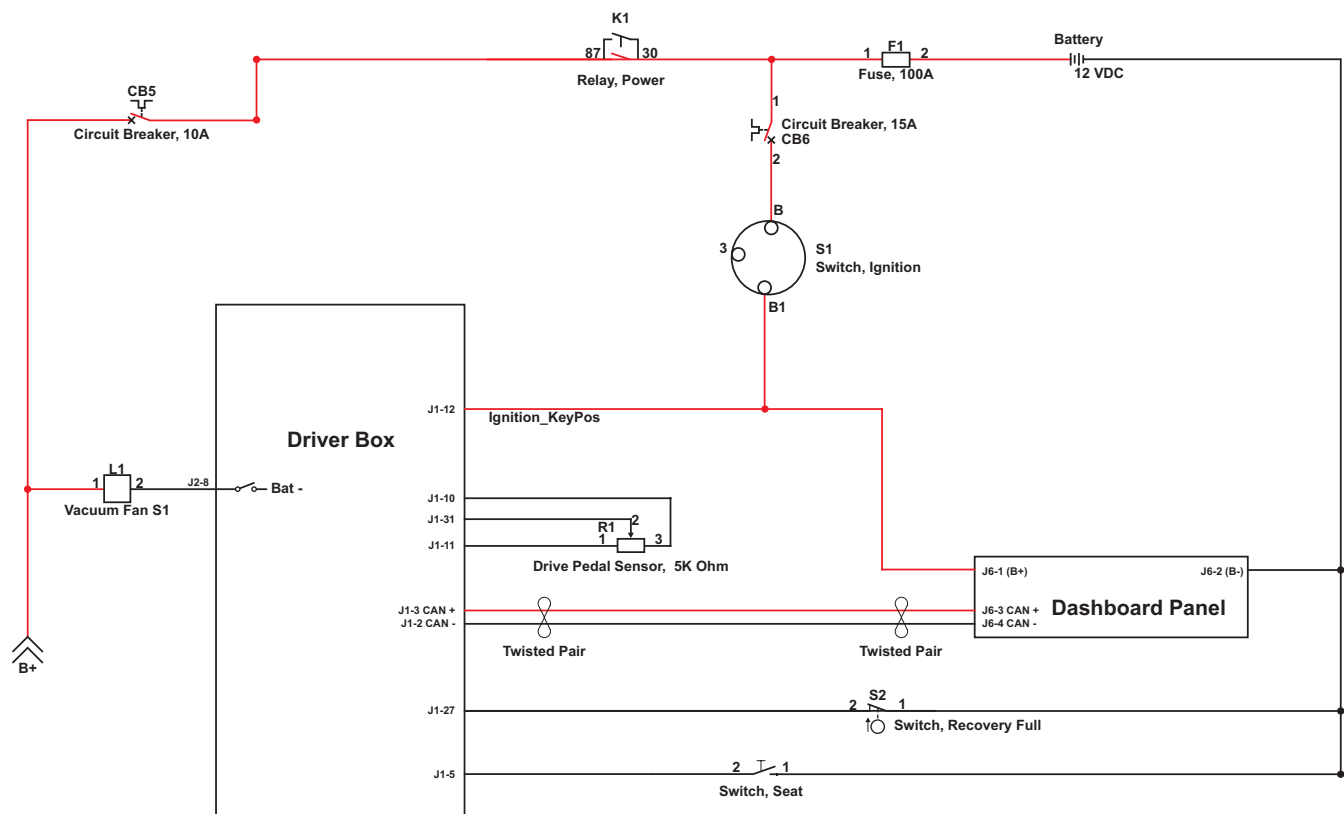 K1
87 30
Relay, Power
1 F1 2
Fuse, 100A
Battery
12 VDC
CB5
Circuit Breaker, 10A
1
Circuit Breaker, 15A
CB6
2
B
3
S1
Switch, Ignition
B1
J1-12
Ignition_KeyPos
Driver Box
L1
1 2
J2-8
Bat -
Vacuum Fan S1
J1-10
J1-31
J1-11
R1
2
1 3
Drive Pedal Sensor, 5K Ohm
J6-1 (B+)
J6-2 (B-)
Dashboard Panel
J1-3 CAN +
J1-2 CAN -
J6-3 CAN +
J6-4 CAN -
Twisted Pair
Twisted Pair
B+
J1-27
2 S2 1
Switch, Recovery Full
J1-5
2 1
Switch, Seat